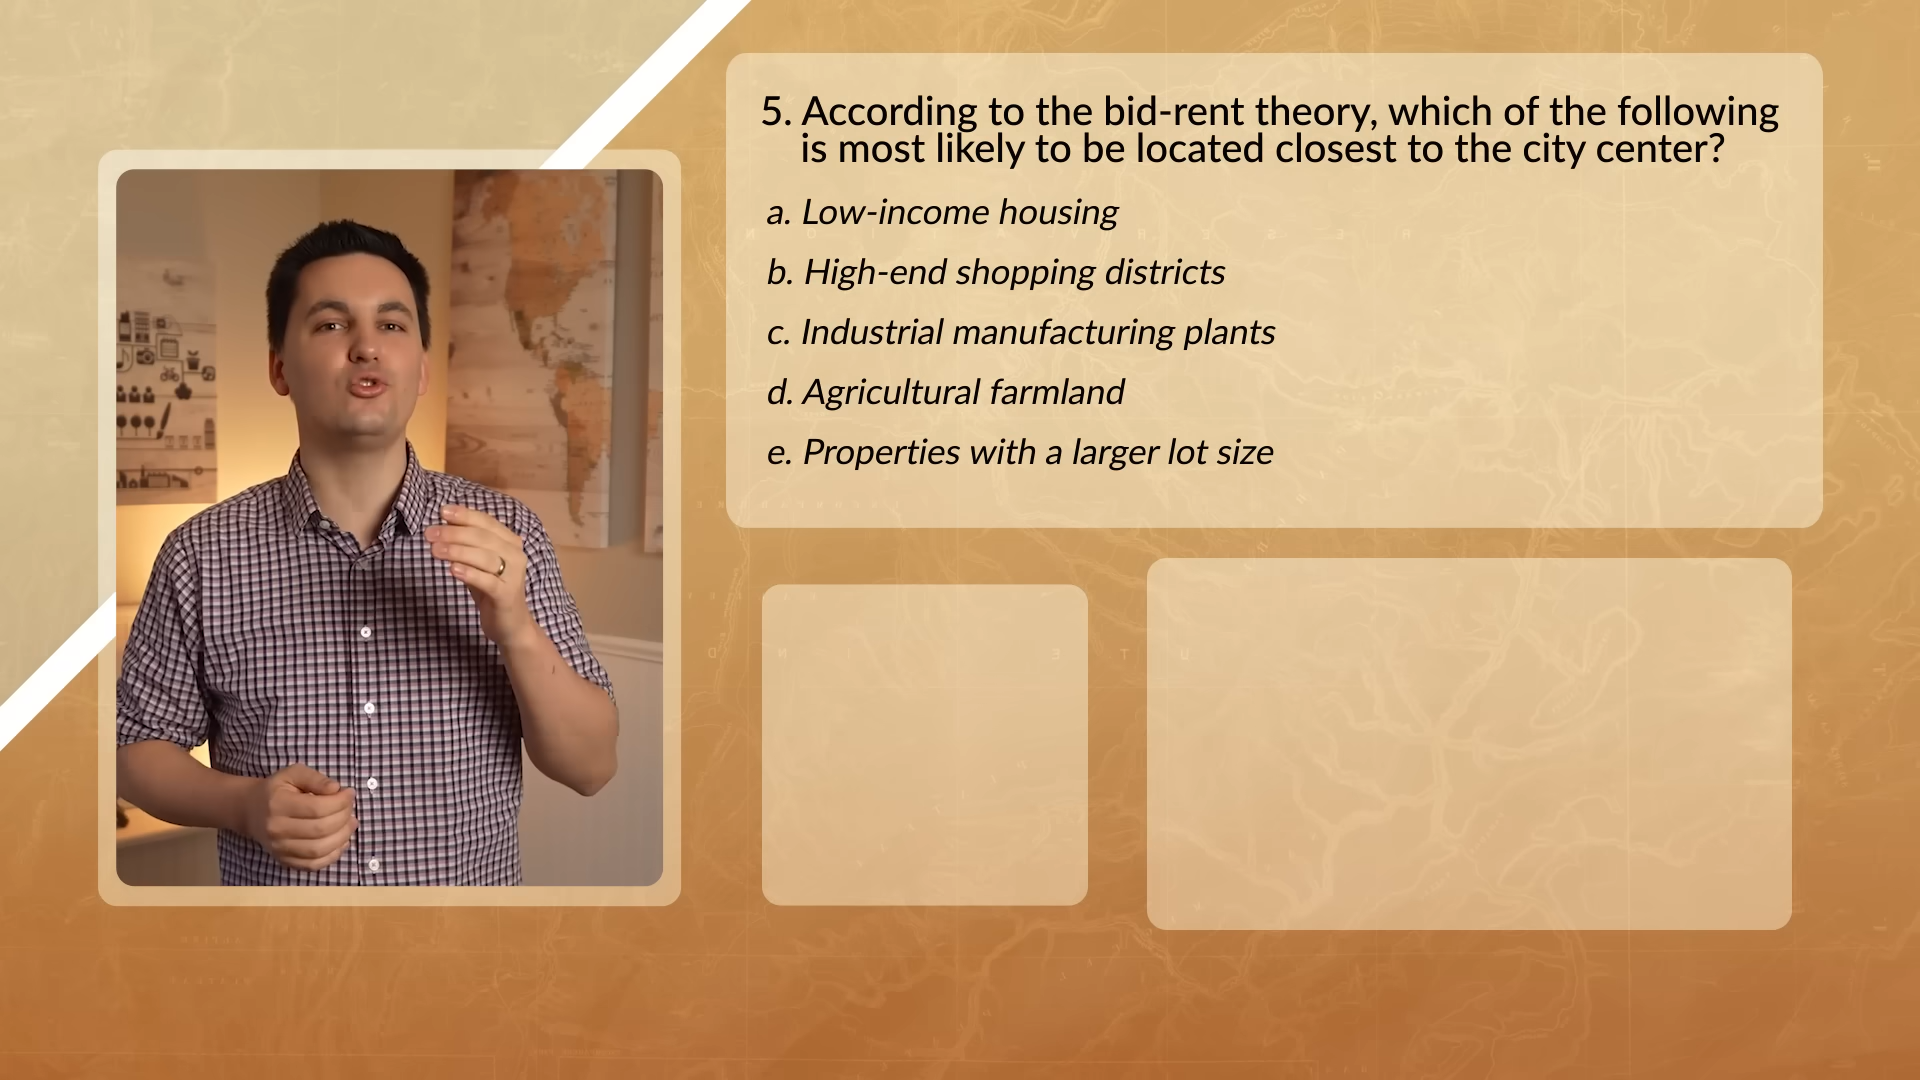 5. According to the bid-rent theory, which of the following
is most likely to be located closest to the city center?
a. Low-income housing
b. High-end shopping districts
c. Industrial manufacturing plants
d. Agricultural farmland
e. Properties with a larger lot size